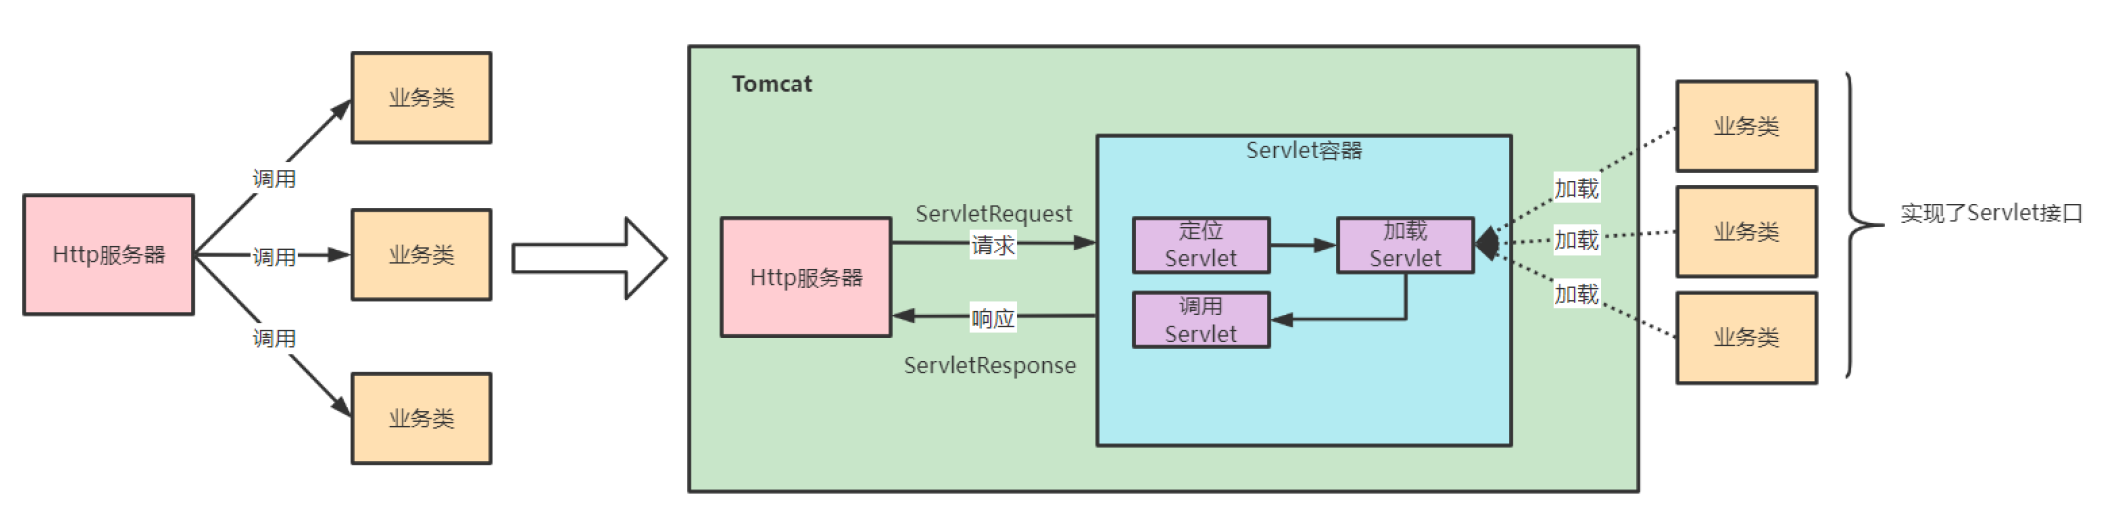 Http服务器
调用
调用
调用
业务类
业务类
业务类
Tomcat
Http服务器
ServletRequest
请求
响应
ServletResponse
Servlet容器
定位
Servlet
加载
Servlet
调用
Servlet
加载
加载
加载
业务类
业务类
业务类
实现了Servlet接口